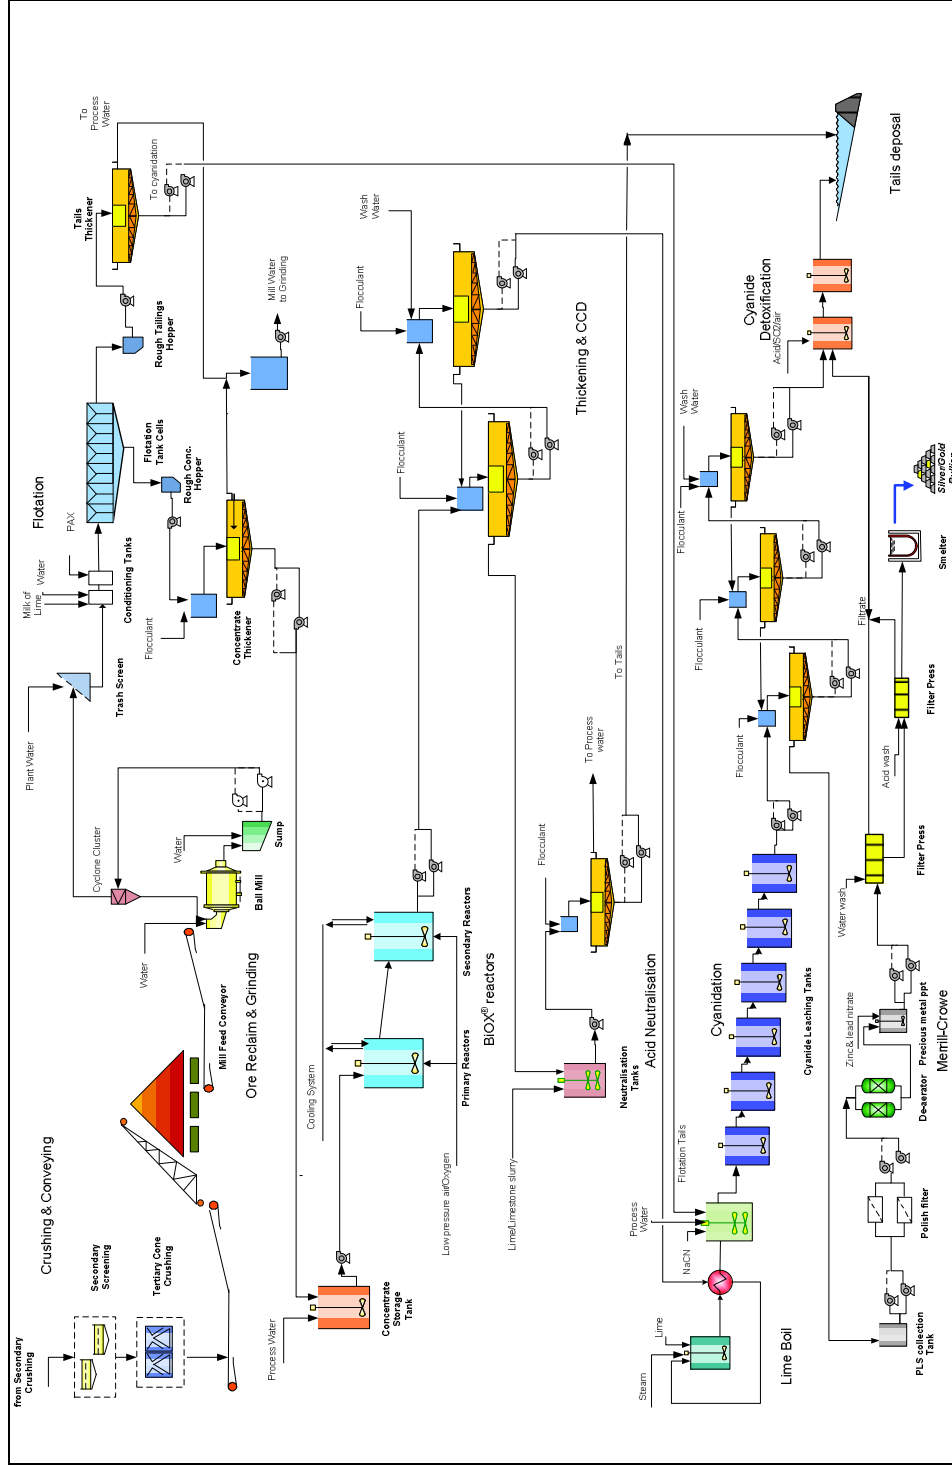 Crushing & Conveying
from Secondary
Crushing
Secondary
Screening
Tertiary Cone
Crushing
Ore Reclaim & Grinding
Mill Feed Conveyor
Water
Ball Mill
Cyclone Cluster
Water
Sump
Plant Water
Trash Screen
Flotation
Milk of
Lime
Water
PAX
Conditioning Tanks
Flotation
Tank Cells
Rough Conc.
Hopper
Rough Tailings
Hopper
Tails
Thickener
To
Process
Water
To cyanidation
Flocculant
Concentrate
Thickener
Mill Water
to Grinding
Process Water
Concentrate
Storage
Tank
Cooling System
Low pressure air/Oxygen
Primary Reactors
Secondary Reactors
BIOX® reactors
Flocculant
Flocculant
Wash
Water
Thickening & CCD
Lime/Limestone slurry
Neutralisation
Tanks
Acid Neutralisation
Flocculant
To Process
water
To Tails
Steam
Lime
Lime Boil
NaCN
Process
Water
Flotation Tails
Cyanidation
Cyanide Leaching Tanks
Flocculant
Flocculant
Flocculant
Wash
Water
Cyanide
Detoxification
Acid/SO2/air
Tails deposal
PLS collection
Tank
Polish filter
De-aerator
Zinc & lead nitrate
Precious metal ppt
Merrill-Crowe
Water wash
Filter Press
Acid wash
Filter Press
Filtrate
Smelter
Silver/Gold